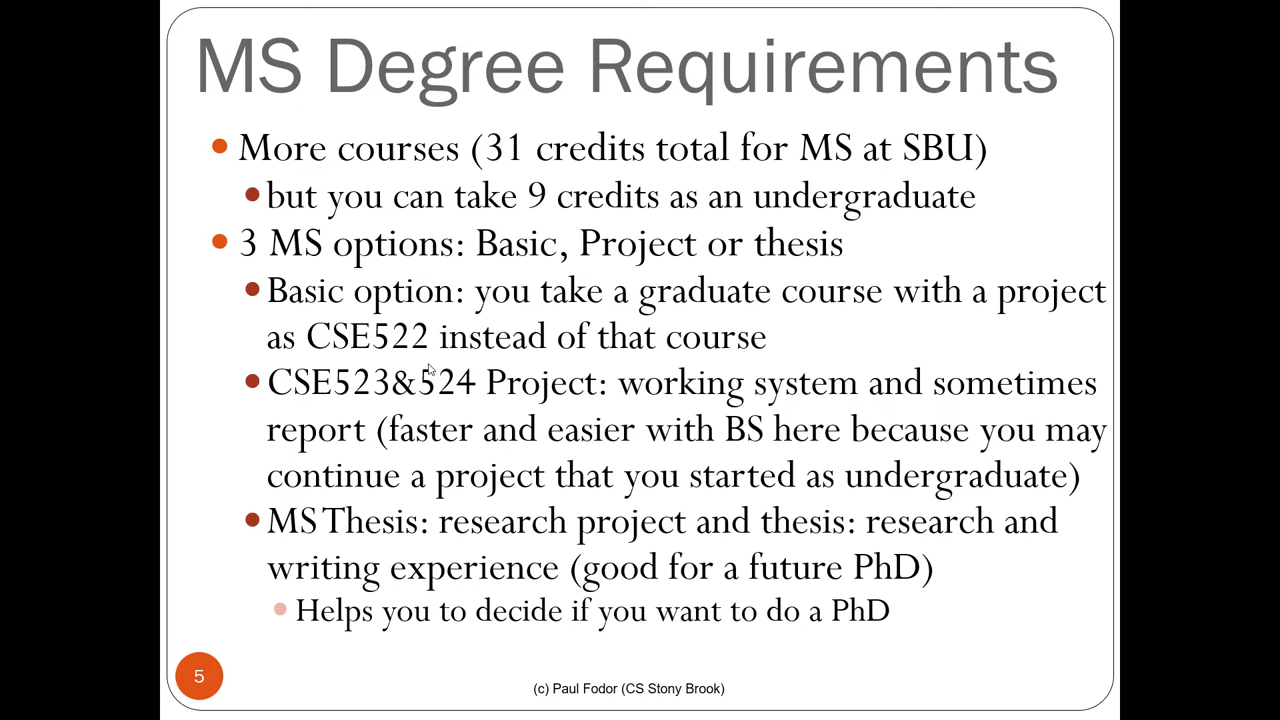 MS Degree Requirements
• More courses (31 credits total for MS at SBU)
• but you can take 9 credits as an undergraduate
• 3 MS options: Basic, Project or thesis
• Basic option: you take a graduate course with a project
as CSE522 instead of that course
• CSE523&524 Project: working system and sometimes
report (faster and easier with BS here because you may
continue a project that you started as undergraduate)
• MS Thesis: research project and thesis: research and
writing experience (good for a future PhD)
• Helps you to decide if you want to do a PhD
5
(c) Paul Fodor (CS Stony Brook)